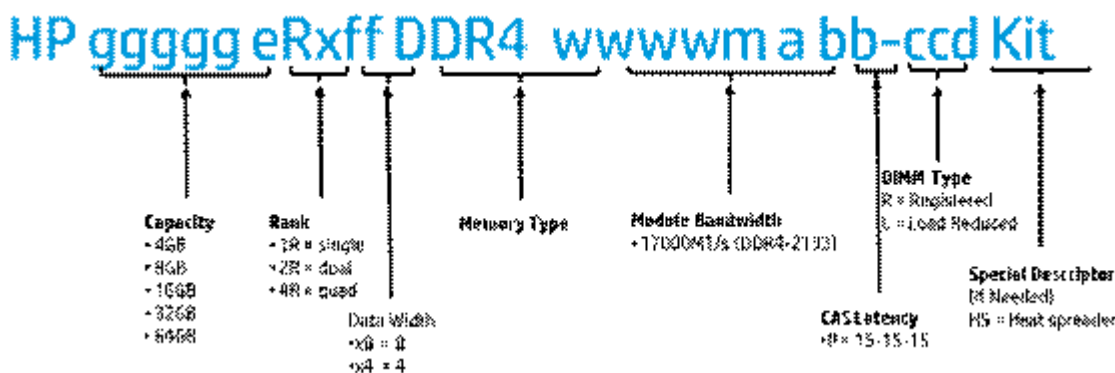 HP ggggg eRxff DDR4 wwwwwm a bb-ccd Kit
Capacity
• 4GB
• 8GB
• 16GB
• 32GB
• 64GB
Rank
• 1R = single
• 2R = dual
• 4R = quad
Data Width
• x8 = 8
• x4 = 4
Memory Type
Module Bandwidth
• 17000MT/s (DDR4-2133)
CAS Latency
• P = 15-15-15
DIMM Type
R = Registered
L = Load Reduced
Special Descriptor
(If Needed)
HS = Heat spreader